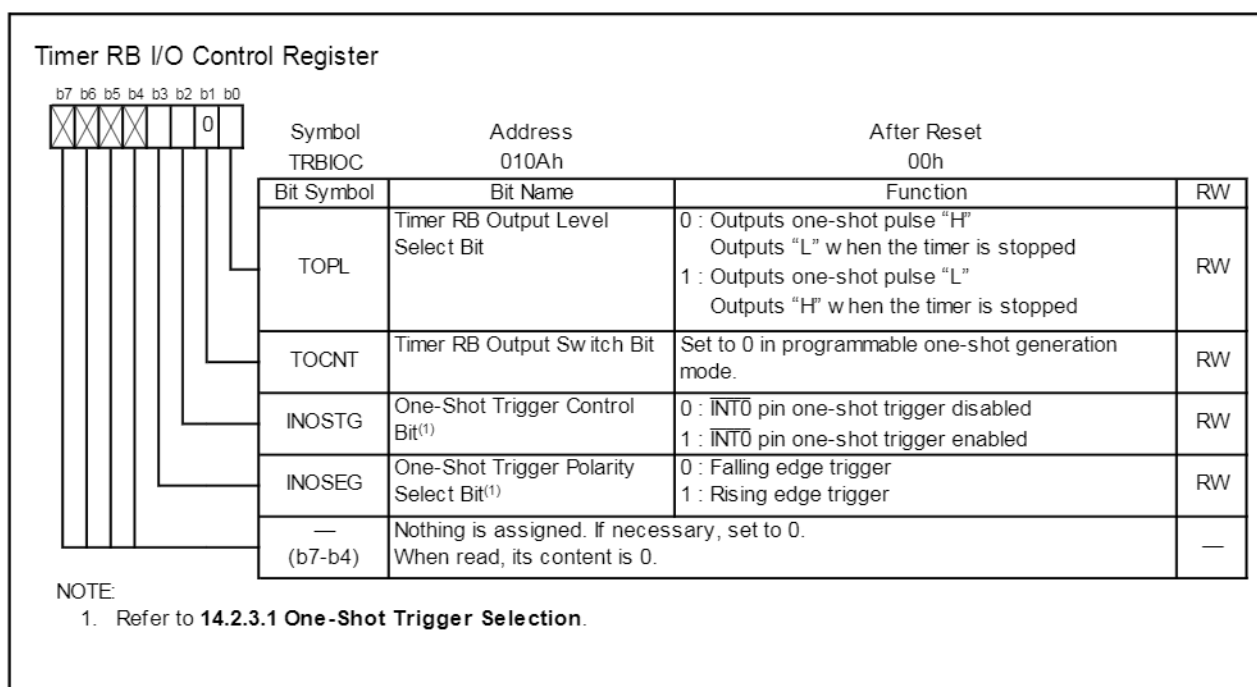 Timer RB I/O Control Register
b7 b6 b5 b4 b3 b2 b1 b0
0
Symbol Address After Reset
TRBIOC 010Ah 00h
Bit Symbol Bit Name Function RW
TOPL Timer RB Output Level Select Bit 0 : Outputs one-shot pulse “H”
Outputs “L” when the timer is stopped
1 : Outputs one-shot pulse “L”
Outputs “H” when the timer is stopped RW
TOCNT Timer RB Output Switch Bit Set to 0 in programmable one-shot generation
mode. RW
INOSTG One-Shot Trigger Control
Bit(1) 0 : INT0 pin one-shot trigger disabled
1 : INT0 pin one-shot trigger enabled RW
INOSEG One-Shot Trigger Polarity
Select Bit(1) 0 : Falling edge trigger
1 : Rising edge trigger RW
—
(b7-b4) Nothing is assigned. If necessary, set to 0.
When read, its content is 0. —
NOTE:
1. Refer to 14.2.3.1 One-Shot Trigger Selection.